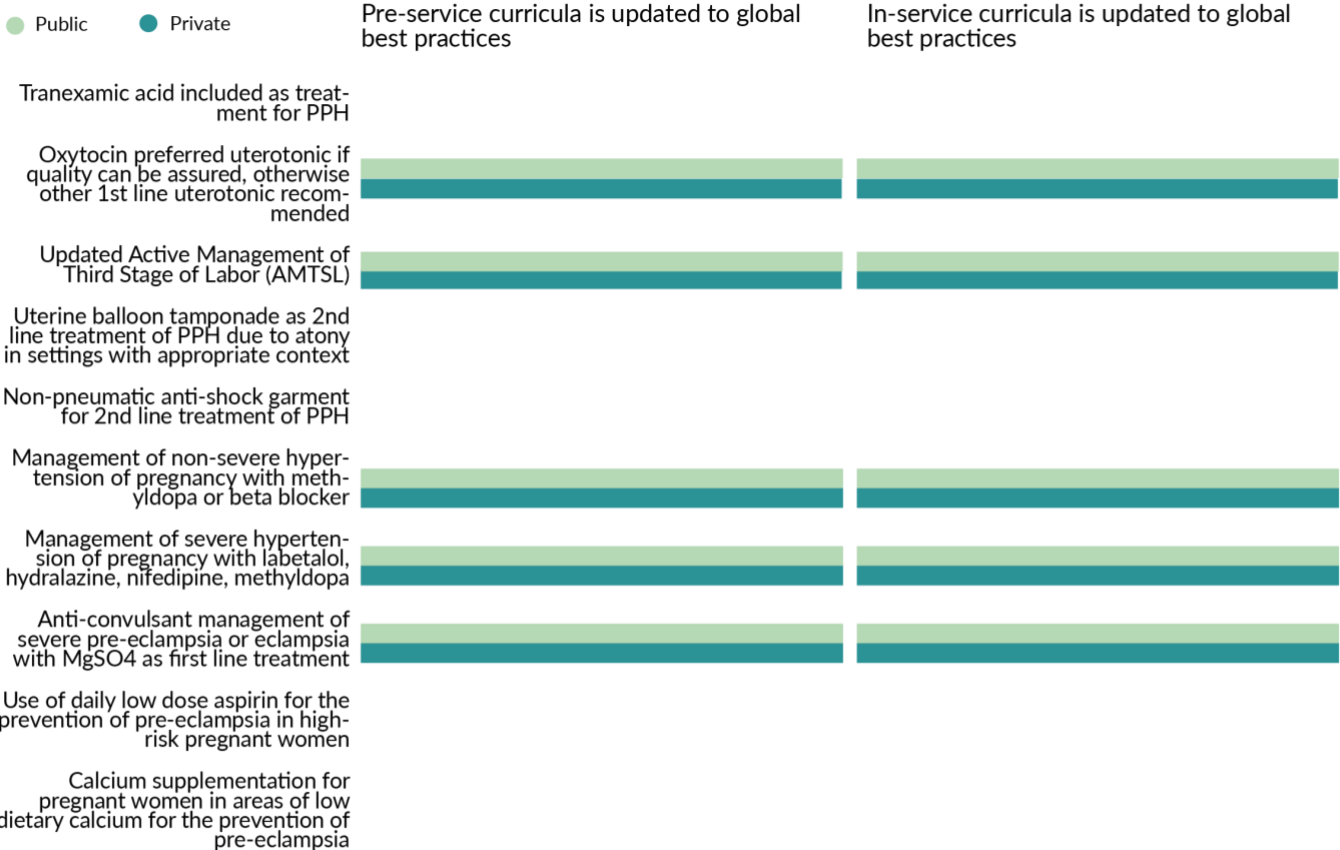 Public
Private
Pre-service curricula is updated to global
best practices
In-service curricula is updated to global
best practices
Tranexamic acid included as treat-
ment for PPH
Oxytocin preferred uterotonic if
quality can be assured, otherwise
other 1st line uterotonic recom-
mended
Updated Active Management of
Third Stage of Labor (AMTSL)
Uterine balloon tamponade as 2nd
line treatment of PPH due to atony
in settings with appropriate context
Non-pneumatic anti-shock garment
for 2nd line treatment of PPH
Management of non-severe hyper-
tension of pregnancy with meth-
yldopa or beta blocker
Management of severe hyperten-
sion of pregnancy with labetalol,
hydralazine, nifedipine, methyldopa
Anti-convulsant management of
severe pre-eclampsia or eclampsia
with MgSO4 as first line treatment
Use of daily low dose aspirin for the
prevention of pre-eclampsia in high-
risk pregnant women
Calcium supplementation for
pregnant women in areas of low
dietary calcium for the prevention of
pre-eclampsia